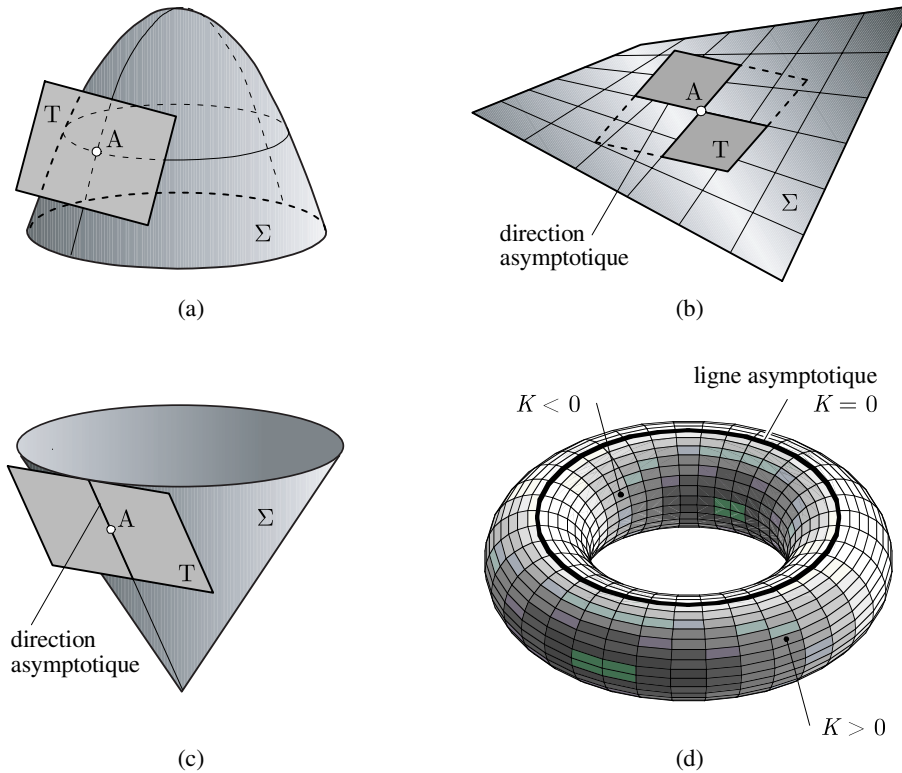 T
A
Σ
(a)
A
T
Σ
direction
asymptotique
(b)
A
Σ
T
direction
asymptotique
(c)
ligne asymptotique
K < 0
K = 0
K > 0
(d)